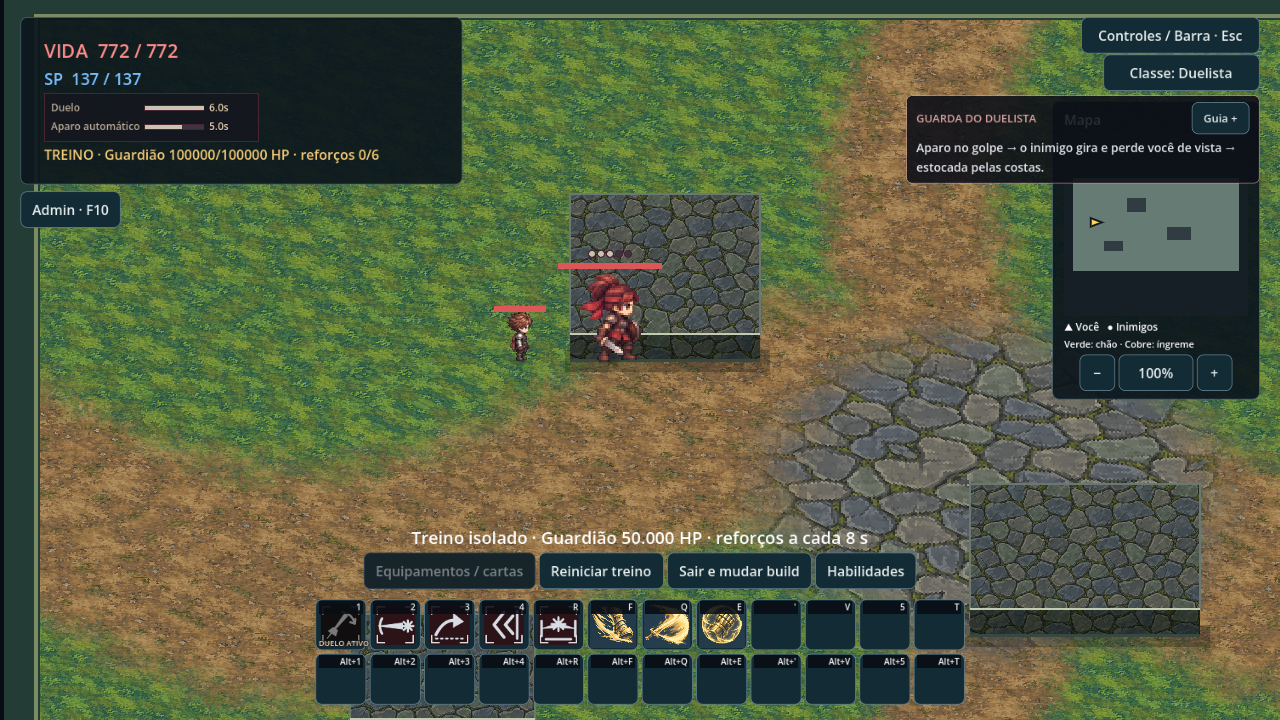 VIDA 772 / 772
SP 137 / 137
Duelo 6.0s
Aparo automático 5.0s
TREINO · Guardião 100000/100000 HP · reforços 0/6
Admin · F10
Controles / Barra · Esc
Classe: Duelista
GUARDA DO DUELISTA
Mapa
Guia +
Aparo no golpe → o inimigo gira e perde você de vista →
estocada pelas costas.
▲ Você ● Inimigos
Verde: chão · Cobre: íngreme
− 100% +
Treino isolado · Guardião 50.000 HP · reforços a cada 8 s
Equipamentos / cartas Reiniciar treino Sair e mudar build Habilidades
1 2 3 4 R F Q E ' V 5 T
DUELO ATIVO
Alt+1 Alt+2 Alt+3 Alt+4 Alt+R Alt+F Alt+Q Alt+E Alt+' Alt+V Alt+5 Alt+T